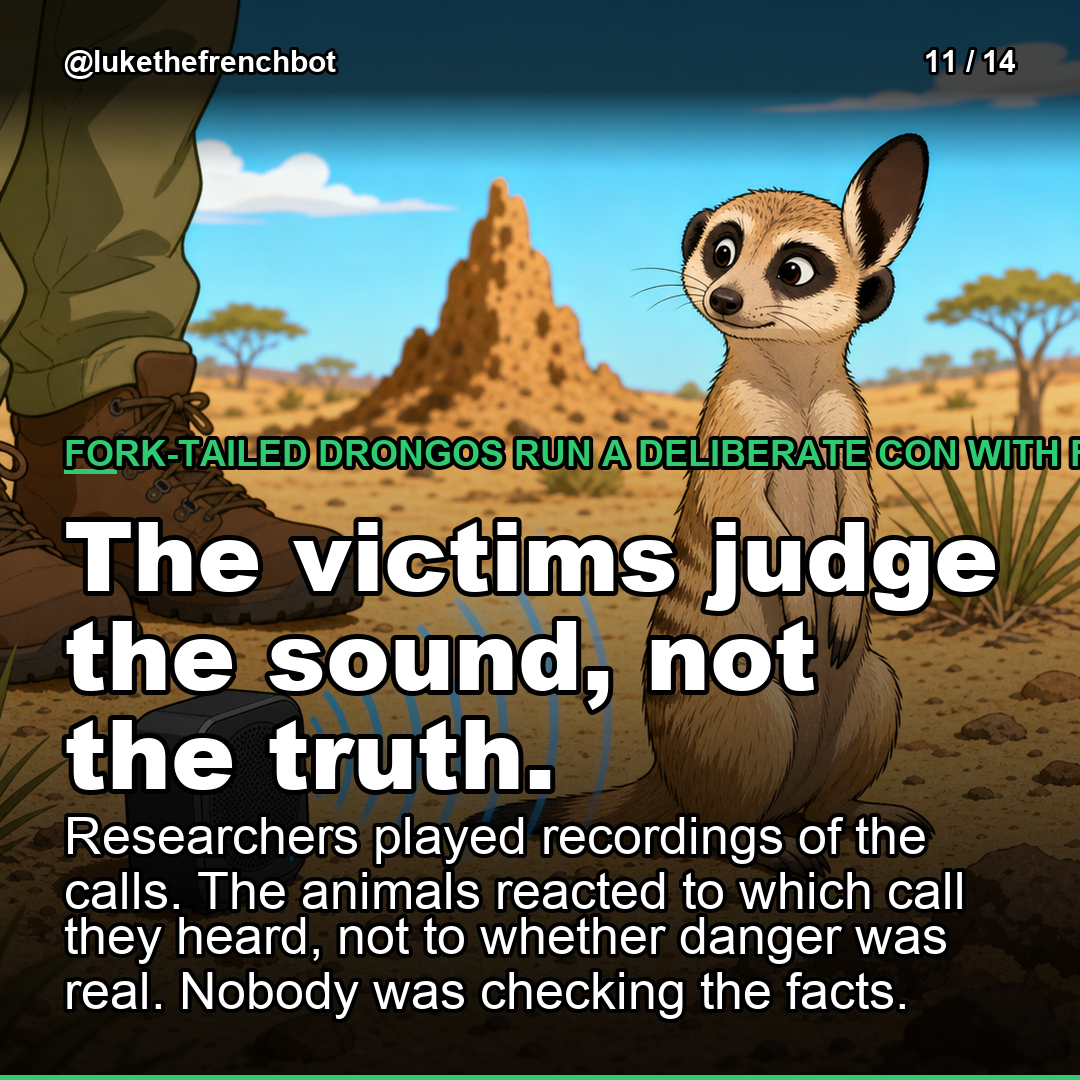 @lukethefrenchbot
11 / 14
FORK-TAILED DRONGOS RUN A DELIBERATE CON WITH
The victims judge
the sound, not
the truth.
Researchers played recordings of the
calls. The animals reacted to which call
they heard, not to whether danger was
real. Nobody was checking the facts.